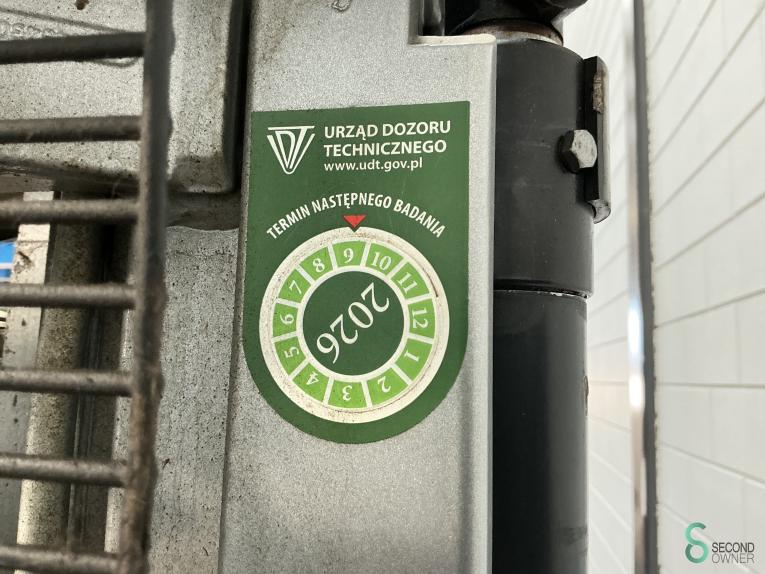 UDT
URZĄD DOZORU
TECHNICZNEGO
www.udt.gov.pl
TERMIN NASTĘPNEGO BADANIA
9 10 11 12 1 2 3 4 5 6 7 8
2026
SECOND
OWNER